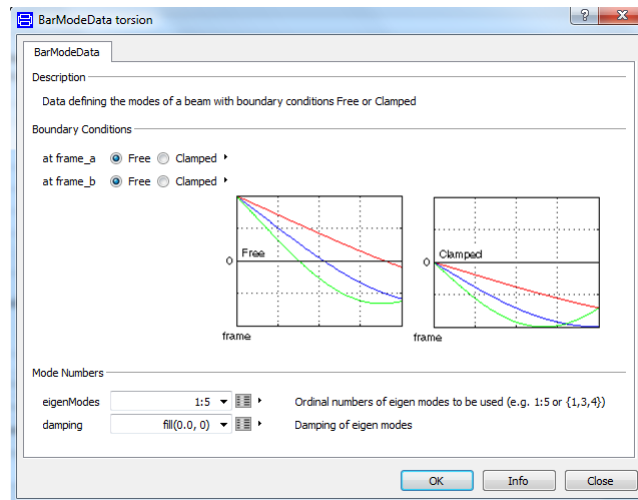 BarModeData torsion
BarModeData
Description
Data defining the modes of a beam with boundary conditions Free or Clamped
Boundary Conditions
at frame_a Free Clamped
at frame_b Free Clamped
0 Free
frame
0 Clamped
frame
Mode Numbers
eigenModes 1:5 Ordinal numbers of eigen modes to be used (e.g. 1:5 or {1,3,4})
damping fill(0.0, 0) Damping of eigen modes
OK Info Close